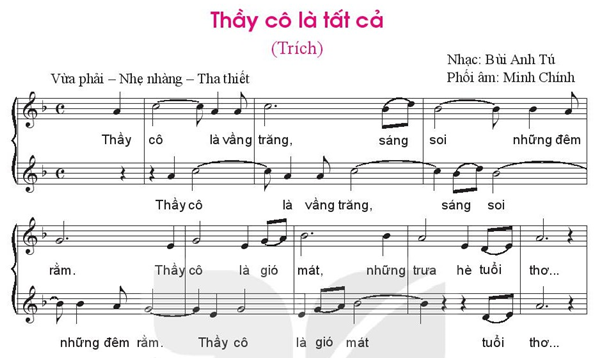 Thầy cô là tất cả
(Trích)
Nhạc: Bùi Anh Tú
Vừa phải – Nhẹ nhàng – Tha thiết
Phối âm: Minh Chính
Thầy cô là vầng trăng, sáng soi những đêm
Thầy cô là vầng trăng, sáng soi
rằm. Thầy cô là gió mát, những trưa hè tuổi thơ...
những đêm rằm. Thầy cô là gió mát tuổi thơ...